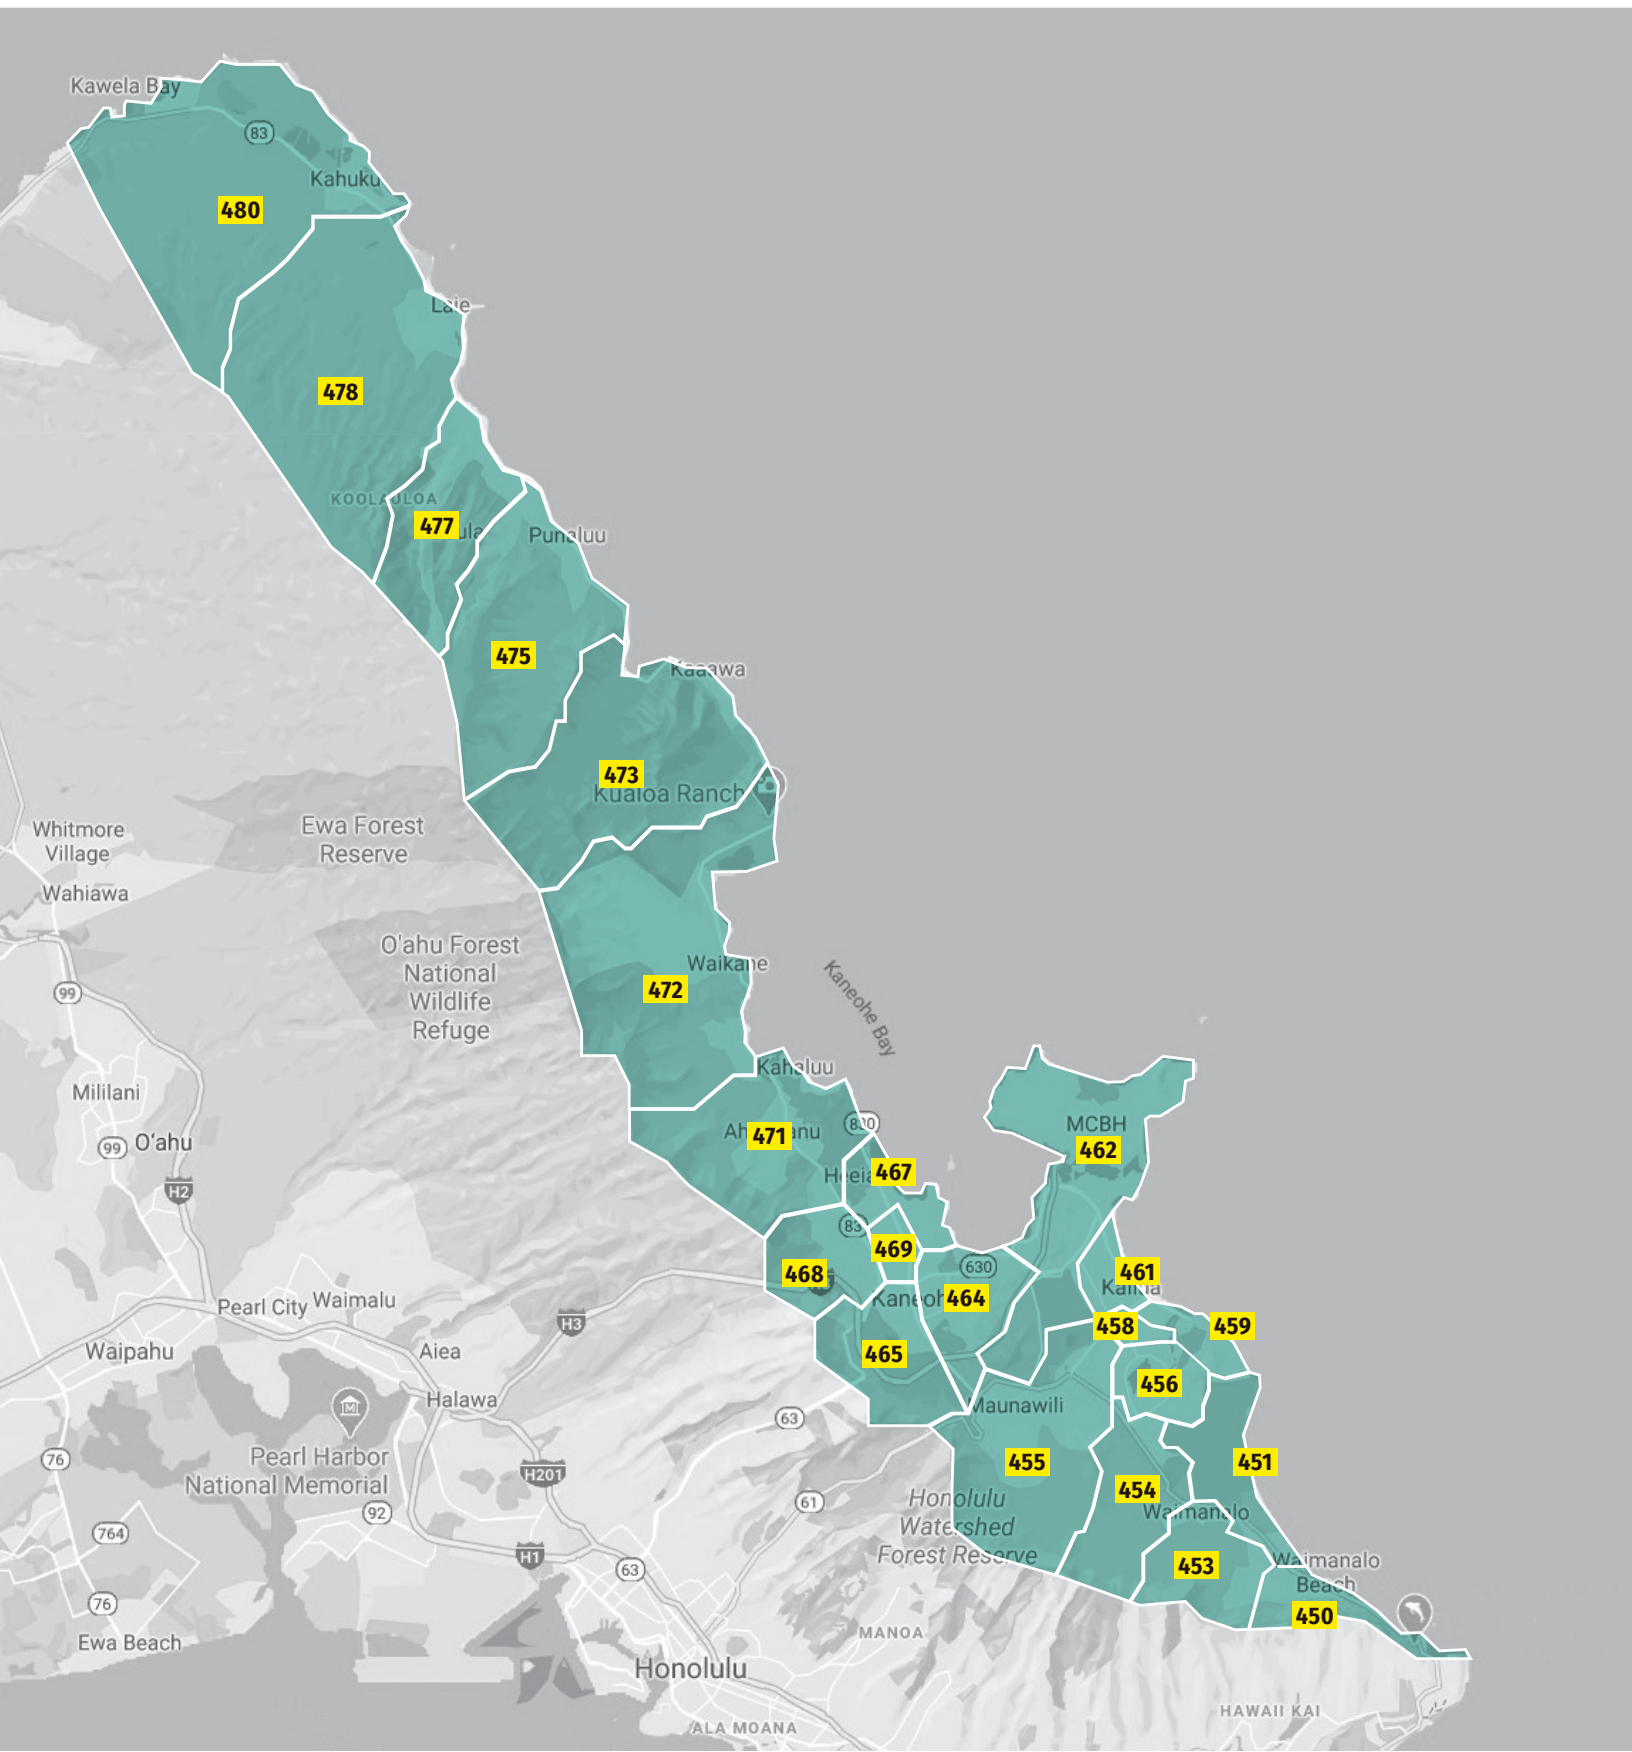 Kawela Bay
83
Kahuku
480
Laie
478
KOOLAULOA
477
Punaluu
475
Kaaawa
473
Kualoa Ranch
Ewa Forest
Reserve
Whitmore
Village
Wahiawa
O'ahu Forest
National
Wildlife
Refuge
Waikane
472
Kaneohe Bay
99
Mililani
99
O'ahu
H2
Kahaluu
471
830
MCBH
462
467
83
469
468
630
464
461
Pearl City
Waimalu
H3
458
459
Waipahu
Aiea
465
456
Halawa
Maunawili
63
76
Pearl Harbor
National Memorial
H201
455
451
454
92
61
Honolulu
Watershed
Forest Reserve
Waimanalo
764
H1
63
453
Waimanalo
Beach
76
450
Ewa Beach
MANOA
Honolulu
HAWAII KAI
ALA MOANA